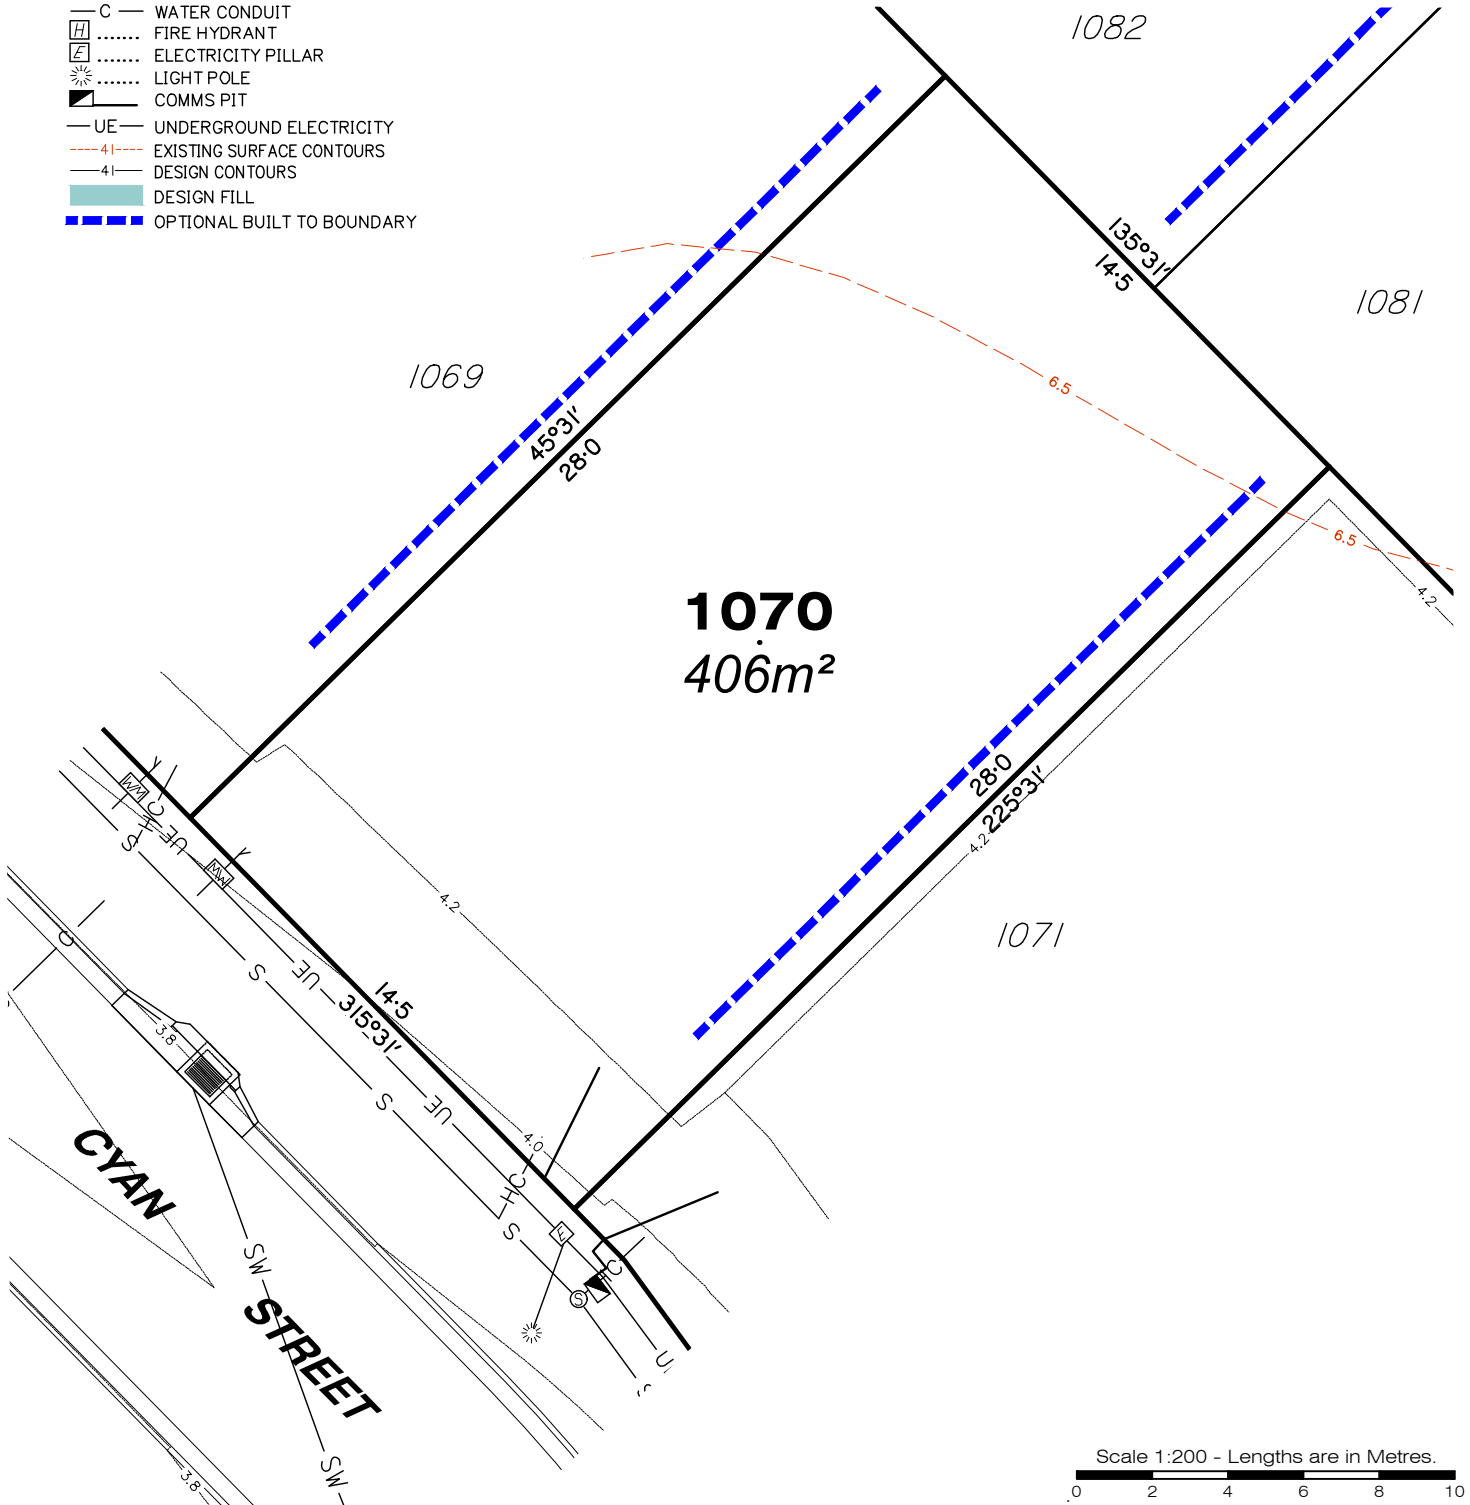 C WATER CONDUIT
H ....... FIRE HYDRANT
E ....... ELECTRICITY PILLAR
....... LIGHT POLE
COMMS PIT
UE UNDERGROUND ELECTRICITY
41 EXISTING SURFACE CONTOURS
41 DESIGN CONTOURS
DESIGN FILL
OPTIONAL BUILT TO BOUNDARY
1082
135°31'
14·5
1081
1069
6.5
45°31'
28·0
6.5
4.2
1070
406m²
28·0
225°31'
4.2
WM
C
H
UE
S
WM
4.2
1071
C
S
UE
14·5
315°31'
3.8
S
UE
4.0
C
H
S
E
C
S
CYAN
STREET
SW
SW
3.8
Scale 1:200 - Lengths are in Metres.
0 2 4 6 8 10